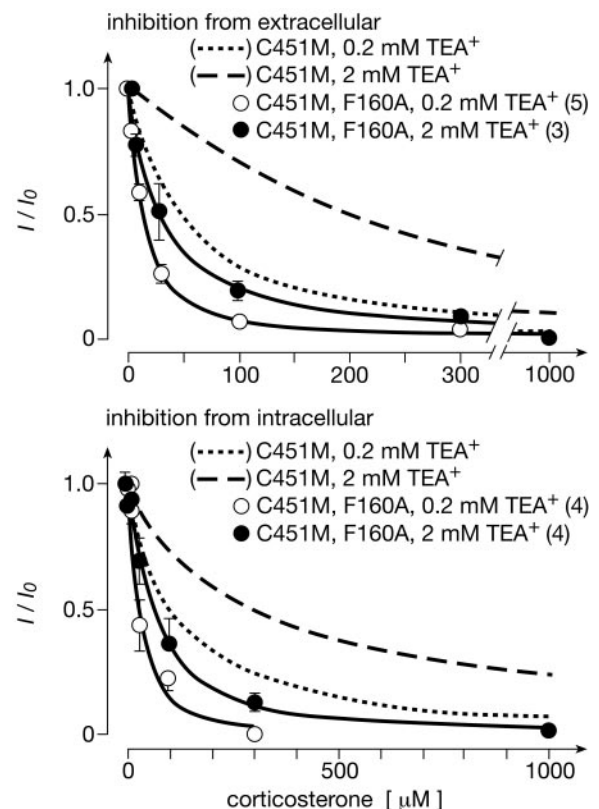 inhibition from extracellular
(·····) C451M, 0.2 mM TEA⁺
(– –) C451M, 2 mM TEA⁺
○ C451M, F160A, 0.2 mM TEA⁺ (5)
● C451M, F160A, 2 mM TEA⁺ (3)
1.0
I / I₀
0.5
0
0 100 200 300 1000
inhibition from intracellular
(·····) C451M, 0.2 mM TEA⁺
(– –) C451M, 2 mM TEA⁺
○ C451M, F160A, 0.2 mM TEA⁺ (4)
● C451M, F160A, 2 mM TEA⁺ (4)
1.0
I / I₀
0.5
0.0
0 500 1000
corticosterone [ μM ]